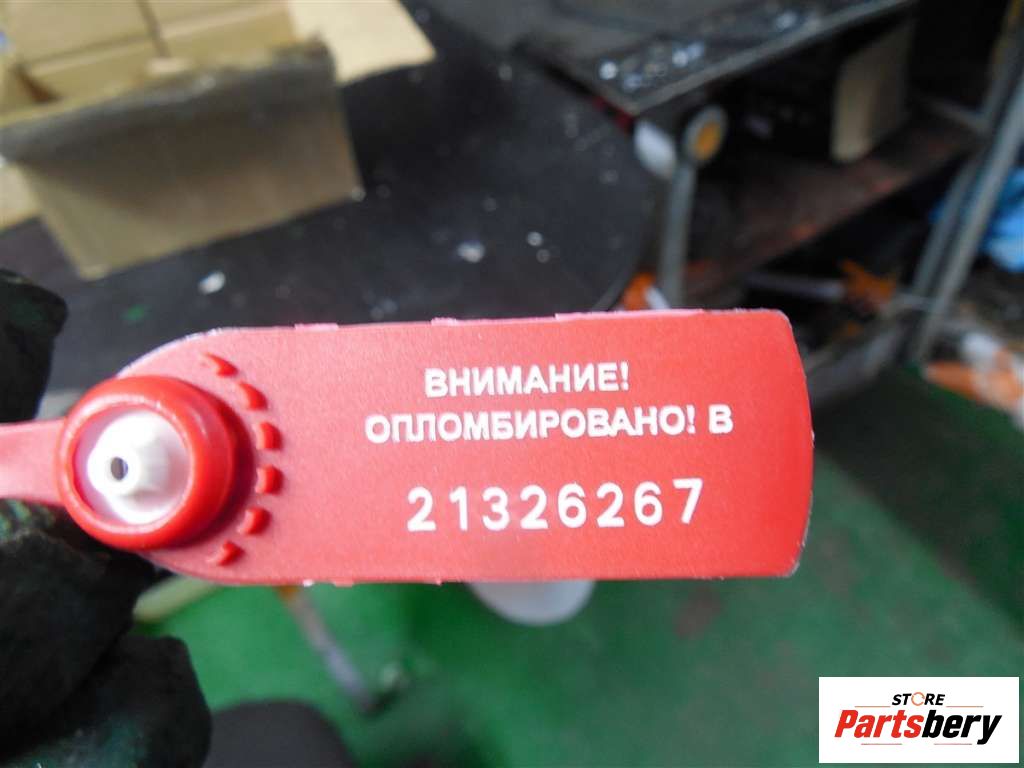 ВНИМАНИЕ!
ОПЛОМБИРОВАНО! В
21326267
STORE
Partsbery